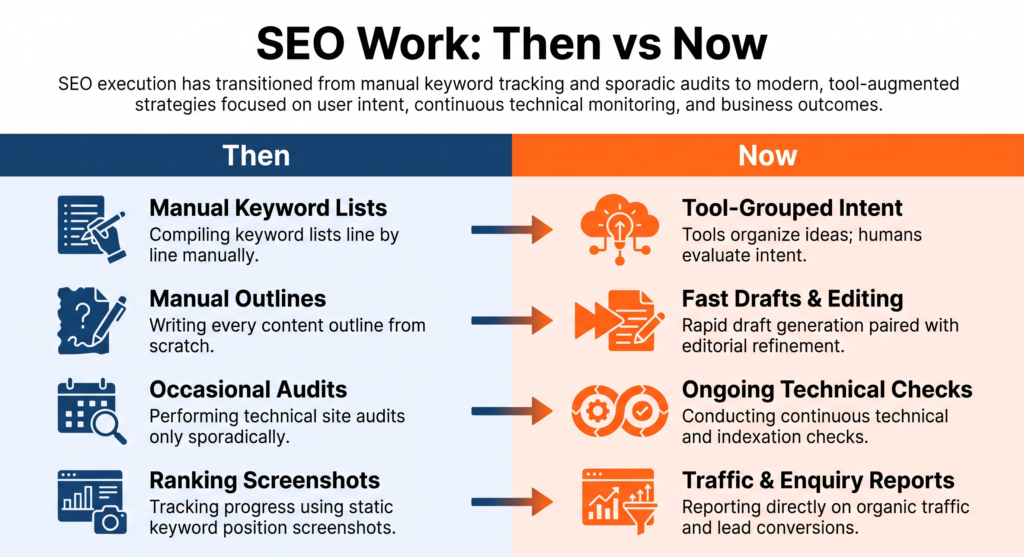 SEO Work: Then vs Now
SEO execution has transitioned from manual keyword tracking and sporadic audits to modern, tool-augmented
strategies focused on user intent, continuous technical monitoring, and business outcomes.
Then
Now
Manual Keyword Lists
Compiling keyword lists line by
line manually.
Tool-Grouped Intent
Tools organize ideas; humans
evaluate intent.
?
Manual Outlines
Writing every content outline from
scratch.
Fast Drafts & Editing
Rapid draft generation paired with
editorial refinement.
Occasional Audits
Performing technical site audits
only sporadically.
Ongoing Technical Checks
Conducting continuous technical
and indexation checks.
Ranking Screenshots
Tracking progress using static
keyword position screenshots.
Traffic & Enquiry Reports
Reporting directly on organic traffic
and lead conversions.